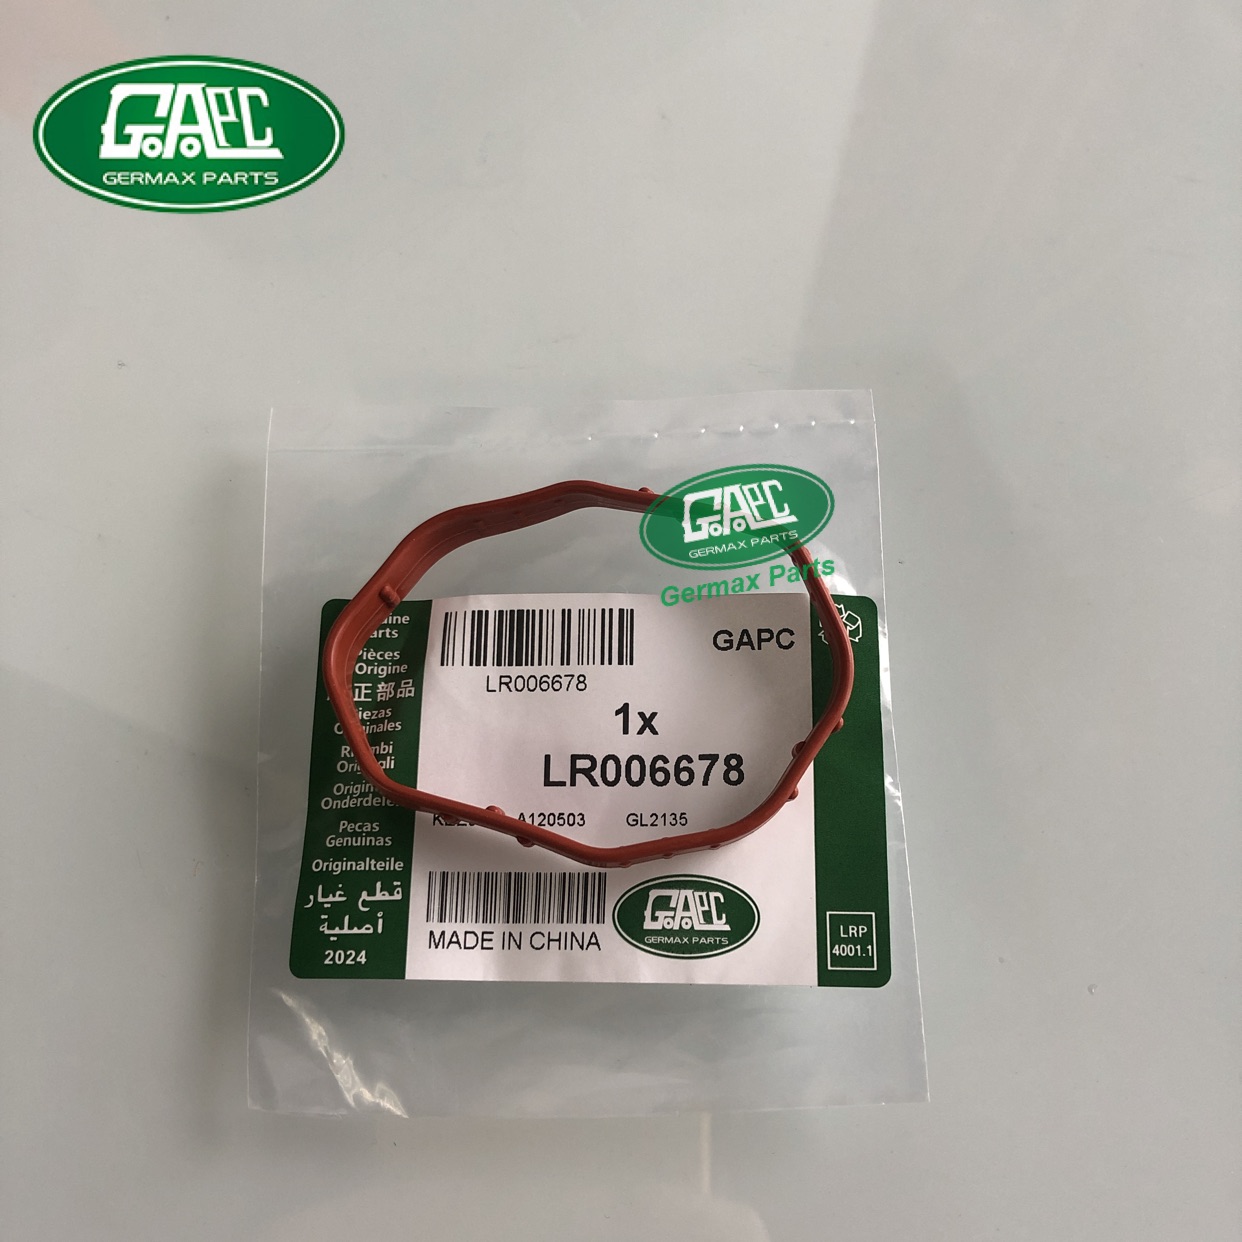 GAPC
GERMAX PARTS
GAPC
GERMAX PARTS
Germax Parts
Pièces
Origine
正部品
Pecas
Genuinas
Originalteile
قطع غيار
أصلية
2024
LR006678
GAPC
1x
LR006678
A120503
GL2135
MADE IN CHINA
GAPC
GERMAX PARTS
LRP
4001.1